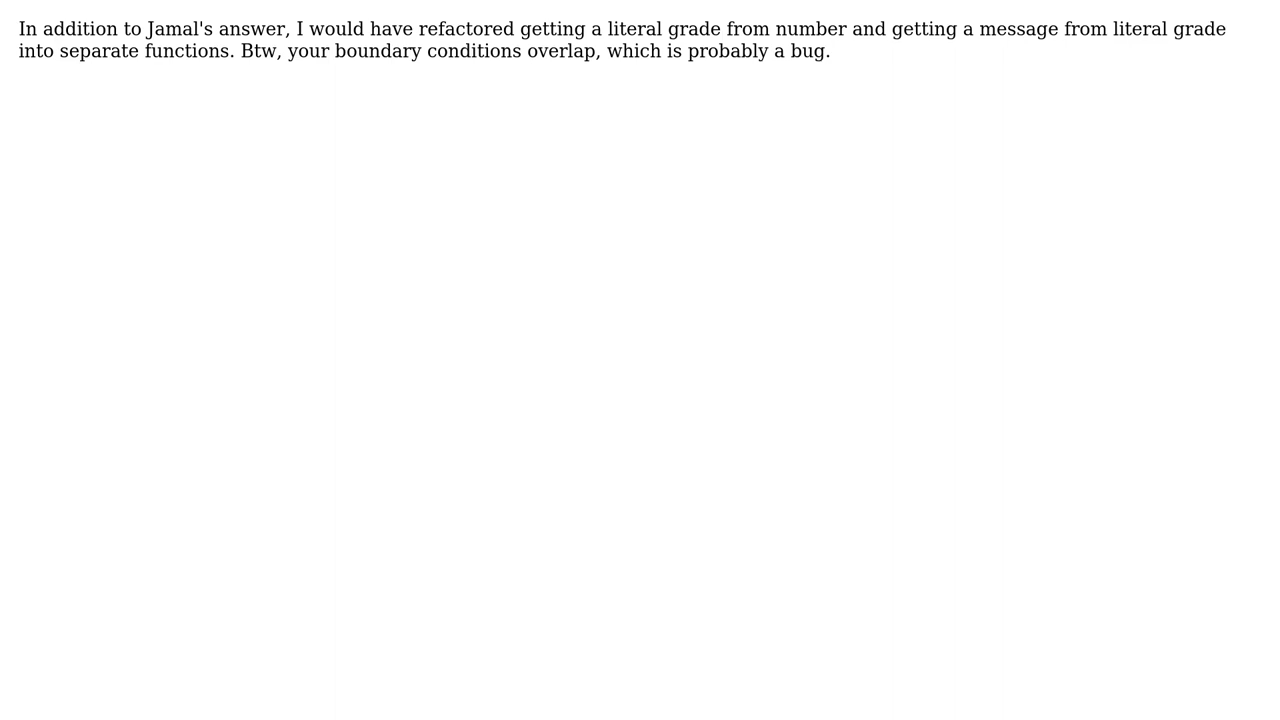 In addition to Jamal's answer, I would have refactored getting a literal grade from number and getting a message from literal grade
into separate functions. Btw, your boundary conditions overlap, which is probably a bug.